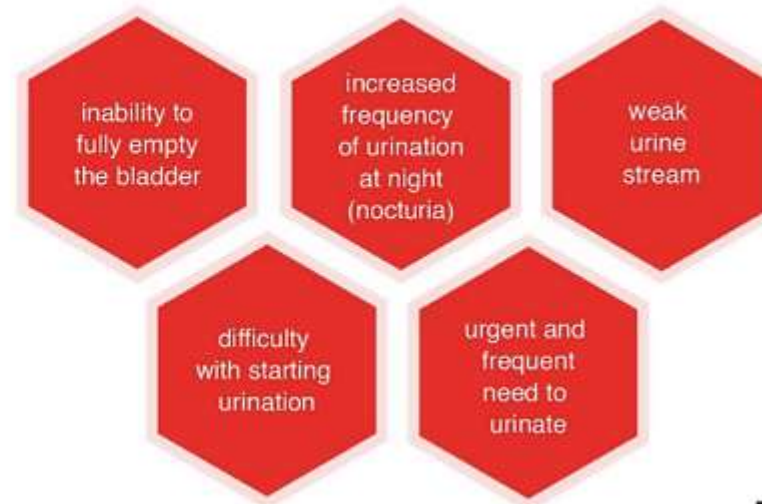 inability to
fully empty
the bladder
increased
frequency
of urination
at night
(nocturia)
weak
urine
stream
difficulty
with starting
urination
urgent and
frequent
need to
urinate